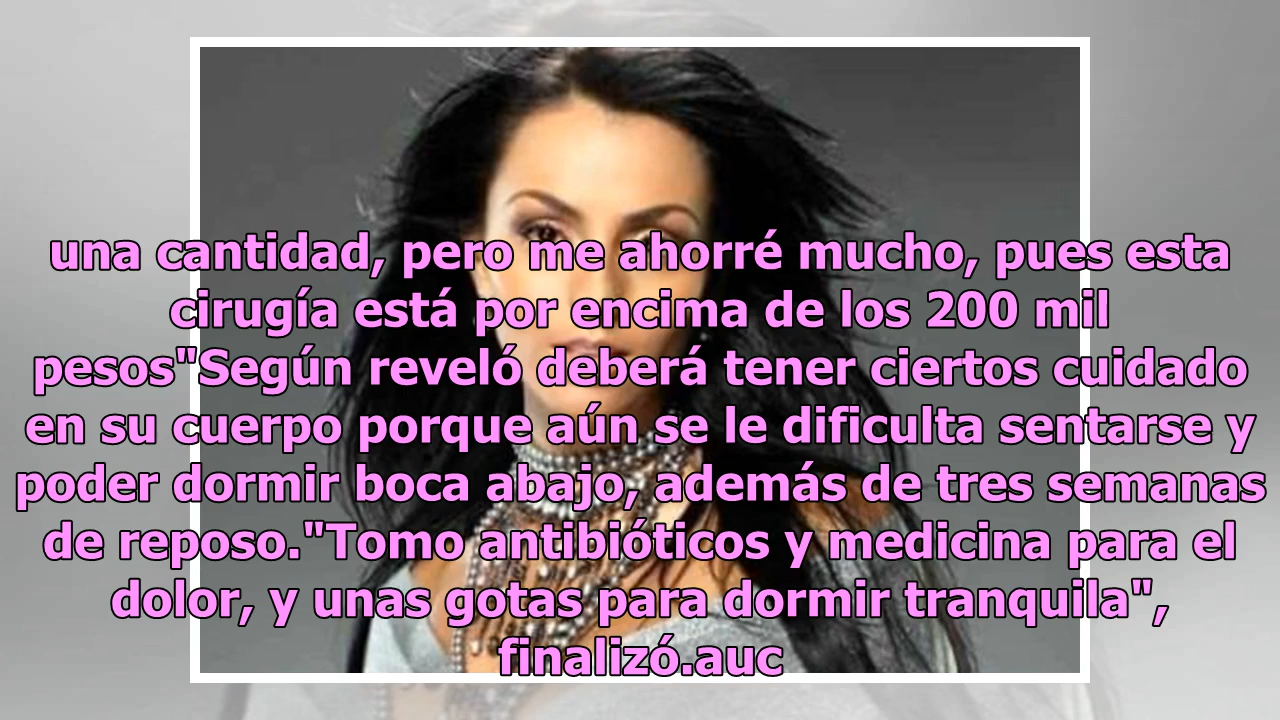 una cantidad, pero me ahorré mucho, pues esta
cirugía está por encima de los 200 mil
pesos"Según reveló deberá tener ciertos cuidado
en su cuerpo porque aún se le dificulta sentarse y
poder dormir boca abajo, además de tres semanas
de reposo."Tomo antibióticos y medicina para el
dolor, y unas gotas para dormir tranquila",
finalizó.auc